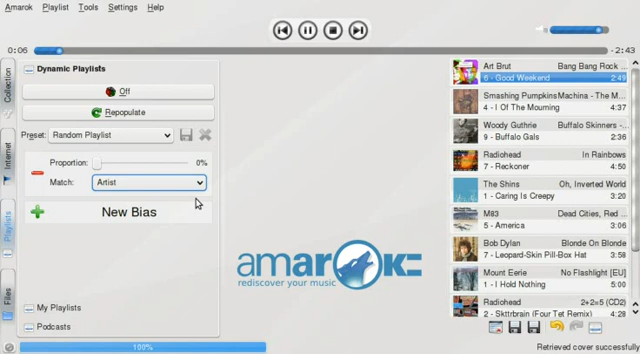 Amarok Playlist Tools Settings Help
0:06 -2:43
Collection
Internet
Playlists
Files
Dynamic Playlists
Off
Repopulate
Preset: Random Playlist
Proportion: 0%
Match: Artist
New Bias
My Playlists
Podcasts
amarok
rediscover your music
Art Brut Bang Bang Rock ...
6 - Good Weekend 2:49
Smashing Pumpkins Machina - The M...
4 - I Of The Mourning 3:37
Woody Guthrie Buffalo Skinners - ...
9 - Buffalo Gals 2:36
Radiohead In Rainbows
7 - Reckoner 4:50
The Shins Oh, Inverted World
1 - Caring Is Creepy 3:20
M83 Dead Cities, Red ...
5 - America 3:06
Bob Dylan Blonde On Blonde
7 - Leopard-Skin Pill-Box Hat 3:58
Mount Eerie No Flashlight [EU]
1 - I Hold Nothing 5:00
Radiohead 2+2=5 (CD2)
2 - Skttrbrain (Four Tet Remix) 4:28
100%
Retrieved cover successfully